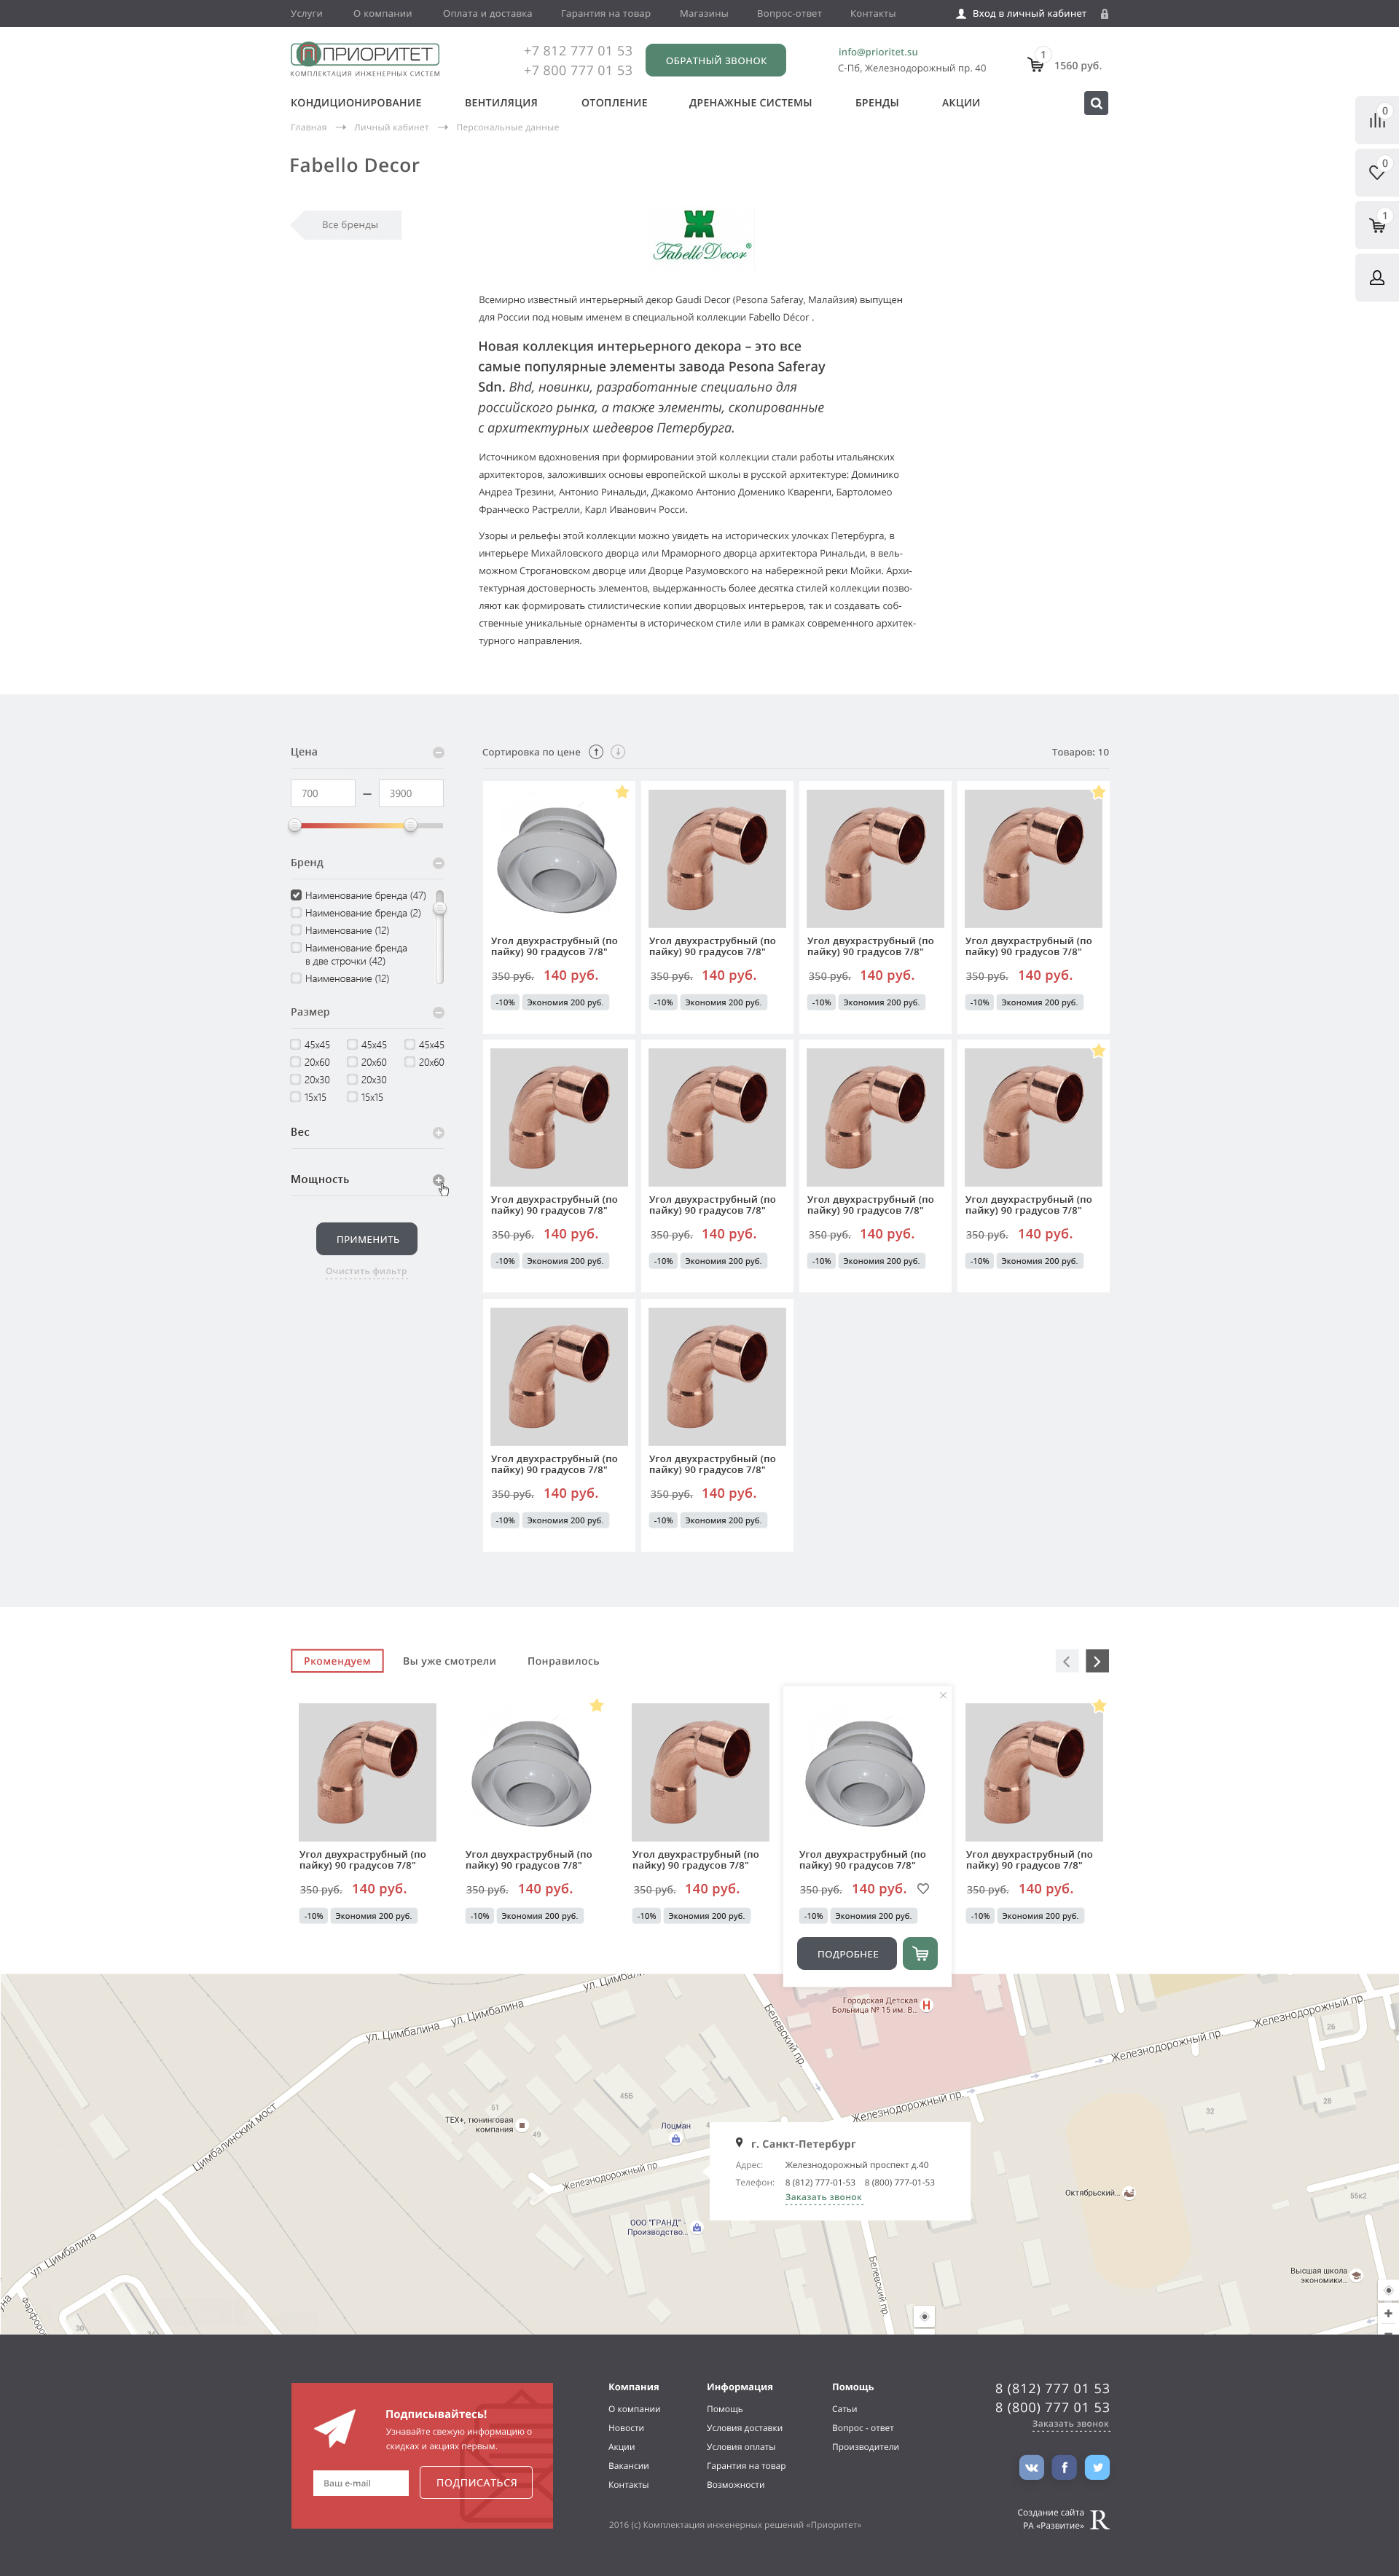 Услуги О компании Оплата и доставка Гарантия на товар Магазины Вопрос-ответ Контакты Вход в личный кабинет
ПРИОРИТЕТ
КОМПЛЕКТАЦИЯ ИНЖЕНЕРНЫХ СИСТЕМ
+7 812 777 01 53
+7 800 777 01 53
ОБРАТНЫЙ ЗВОНОК
info@prioritet.su
С-Пб, Железнодорожный пр. 40
1
1560 руб.
КОНДИЦИОНИРОВАНИЕ ВЕНТИЛЯЦИЯ ОТОПЛЕНИЕ ДРЕНАЖНЫЕ СИСТЕМЫ БРЕНДЫ АКЦИИ
Главная Личный кабинет Персональные данные
0
0
1
Fabello Decor
Все бренды
Fabello Decor®
Всемирно известный интерьерный декор Gaudi Decor (Pesona Saferay, Малайзия) выпущен
для России под новым именем в специальной коллекции Fabello Décor .
Новая коллекция интерьерного декора – это все
самые популярные элементы завода Pesona Saferay
Sdn. Bhd, новинки, разработанные специально для
российского рынка, а также элементы, скопированные
с архитектурных шедевров Петербурга.
Источником вдохновения при формировании этой коллекции стали работы итальянских
архитекторов, заложивших основы европейской школы в русской архитектуре: Доминико
Андреа Трезини, Антонио Ринальди, Джакомо Антонио Доменико Кваренги, Бартоломео
Франческо Растрелли, Карл Иванович Росси.
Узоры и рельефы этой коллекции можно увидеть на исторических улочках Петербурга, в
интерьере Михайловского дворца или Мраморного дворца архитектора Ринальди, в вель-
можном Строгановском дворце или Дворце Разумовского на набережной реки Мойки. Архи-
тектурная достоверность элементов, выдержанность более десятка стилей коллекции позво-
ляют как формировать стилистические копии дворцовых интерьеров, так и создавать соб-
ственные уникальные орнаменты в историческом стиле или в рамках современного архитек-
турного направления.
Цена
700 — 3900
Бренд
Наименование бренда (47)
Наименование бренда (2)
Наименование (12)
Наименование бренда
в две строчки (42)
Наименование (12)
Размер
45x45 45x45 45x45
20x60 20x60 20x60
20x30 20x30
15x15 15x15
Вес
Мощность
ПРИМЕНИТЬ
Очистить фильтр
Сортировка по цене
Товаров: 10
Угол двухраструбный (по Угол двухраструбный (по Угол двухраструбный (по Угол двухраструбный (по
пайку) 90 градусов 7/8" пайку) 90 градусов 7/8" пайку) 90 градусов 7/8" пайку) 90 градусов 7/8"
350 руб. 140 руб. 350 руб. 140 руб. 350 руб. 140 руб. 350 руб. 140 руб.
-10% Экономия 200 руб. -10% Экономия 200 руб. -10% Экономия 200 руб. -10% Экономия 200 руб.
Угол двухраструбный (по Угол двухраструбный (по Угол двухраструбный (по Угол двухраструбный (по
пайку) 90 градусов 7/8" пайку) 90 градусов 7/8" пайку) 90 градусов 7/8" пайку) 90 градусов 7/8"
350 руб. 140 руб. 350 руб. 140 руб. 350 руб. 140 руб. 350 руб. 140 руб.
-10% Экономия 200 руб. -10% Экономия 200 руб. -10% Экономия 200 руб. -10% Экономия 200 руб.
Угол двухраструбный (по Угол двухраструбный (по
пайку) 90 градусов 7/8" пайку) 90 градусов 7/8"
350 руб. 140 руб. 350 руб. 140 руб.
-10% Экономия 200 руб. -10% Экономия 200 руб.
Ркомендуем Вы уже смотрели Понравилось
Угол двухраструбный (по Угол двухраструбный (по Угол двухраструбный (по Угол двухраструбный (по Угол двухраструбный (по
пайку) 90 градусов 7/8" пайку) 90 градусов 7/8" пайку) 90 градусов 7/8" пайку) 90 градусов 7/8" пайку) 90 градусов 7/8"
350 руб. 140 руб. 350 руб. 140 руб. 350 руб. 140 руб. 350 руб. 140 руб. 350 руб. 140 руб.
-10% Экономия 200 руб. -10% Экономия 200 руб. -10% Экономия 200 руб. -10% Экономия 200 руб. -10% Экономия 200 руб.
ПОДРОБНЕЕ
ул. Цимбалина
ул. Цимбалина
ул. Цимбалина
Цимбалинский мост
ул. Цимбалина
Белевский пр.
Городская Детская
Больница № 15 им. В...
Железнодорожный пр.
Железнодорожный пр.
Железнодорожный пр.
Железнодорожный пр.
Белевский пр.
26
28
32
45Б
51
49
55к2
30
ТЕХ+, тюнинговая
компания
Лоцман
ООО "ГРАНД" -
Производство...
Октябрьский...
Высшая школа
экономики...
г. Санкт-Петербург
Адрес: Железнодорожный проспект д.40
Телефон: 8 (812) 777-01-53 8 (800) 777-01-53
Заказать звонок
Подписывайтесь!
Узнавайте свежую информацию о
скидках и акциях первым.
Ваш e-mail
ПОДПИСАТЬСЯ
Компания
О компании
Новости
Акции
Вакансии
Контакты
Информация
Помощь
Условия доставки
Условия оплаты
Гарантия на товар
Возможности
Помощь
Сатьи
Вопрос - ответ
Производители
8 (812) 777 01 53
8 (800) 777 01 53
Заказать звонок
2016 (с) Комплектация инженерных решений «Приоритет»
Создание сайта
РА «Развитие»
R